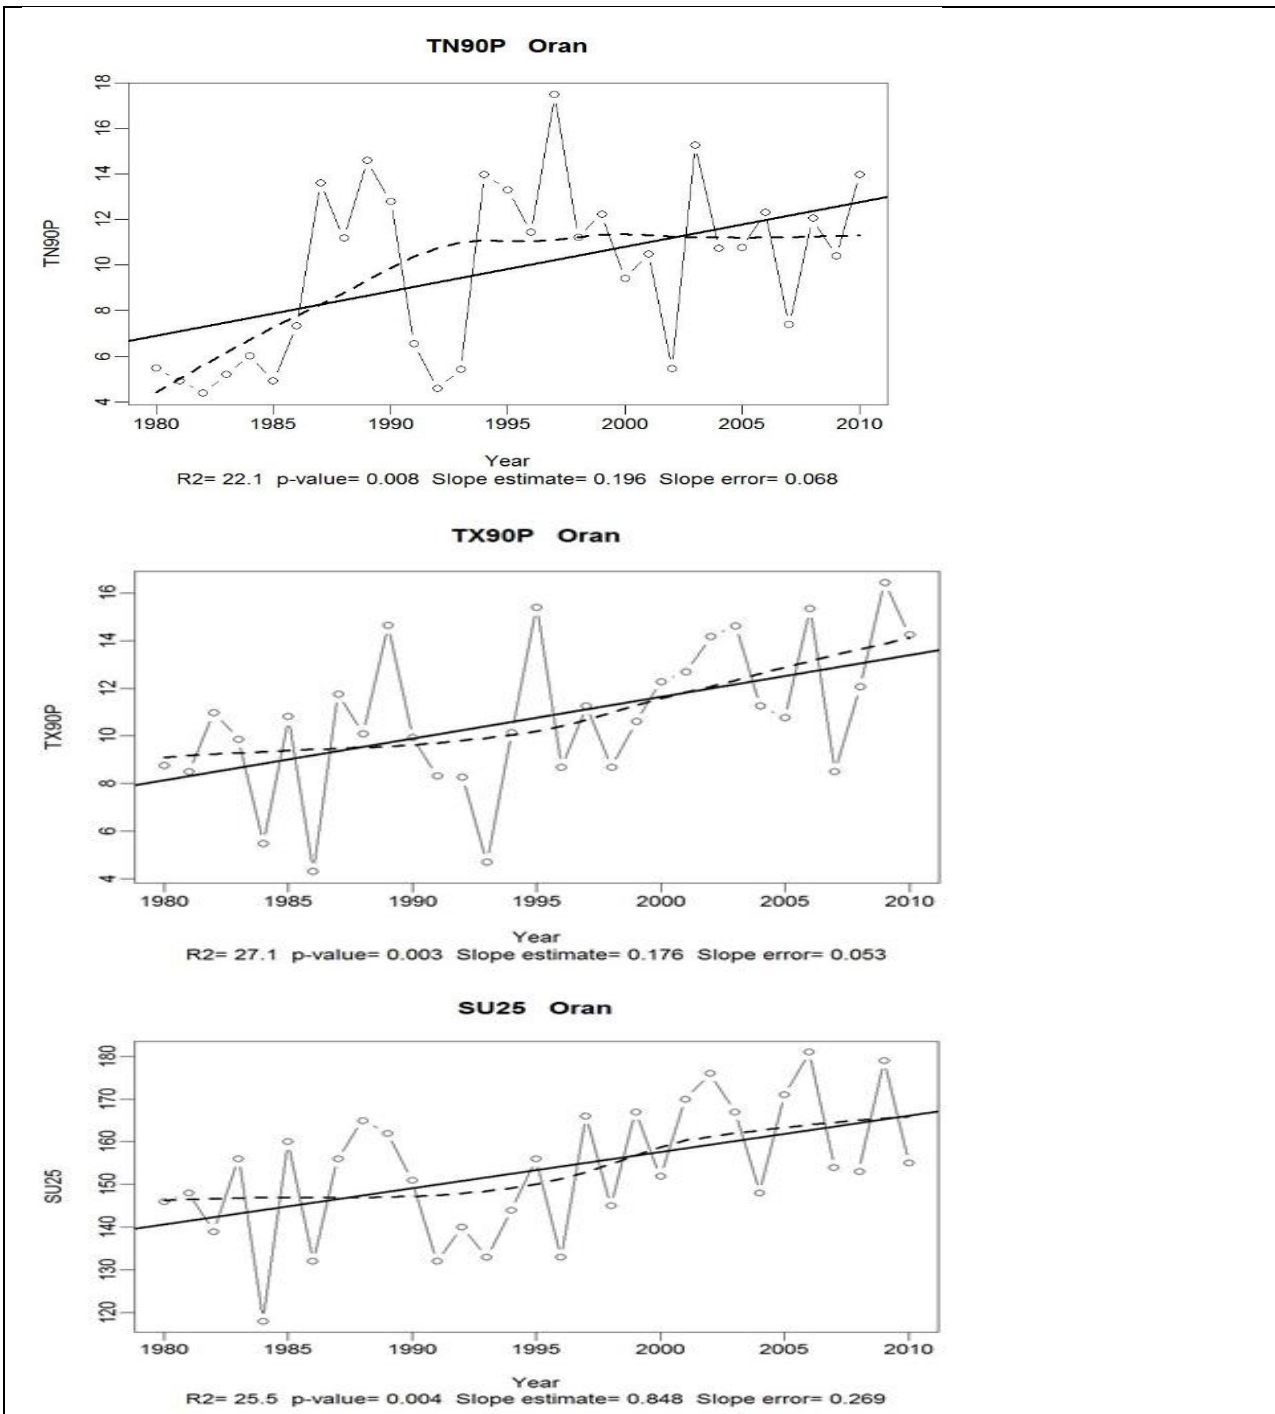 TN90P Oran
18
16
14
12
10
8
6
4
TN90P
1980 1985 1990 1995 2000 2005 2010
Year
R2= 22.1 p-value= 0.008 Slope estimate= 0.196 Slope error= 0.068
TX90P Oran
16
14
12
10
8
6
4
TX90P
1980 1985 1990 1995 2000 2005 2010
Year
R2= 27.1 p-value= 0.003 Slope estimate= 0.176 Slope error= 0.053
SU25 Oran
180
170
160
150
140
130
120
SU25
1980 1985 1990 1995 2000 2005 2010
Year
R2= 25.5 p-value= 0.004 Slope estimate= 0.848 Slope error= 0.269